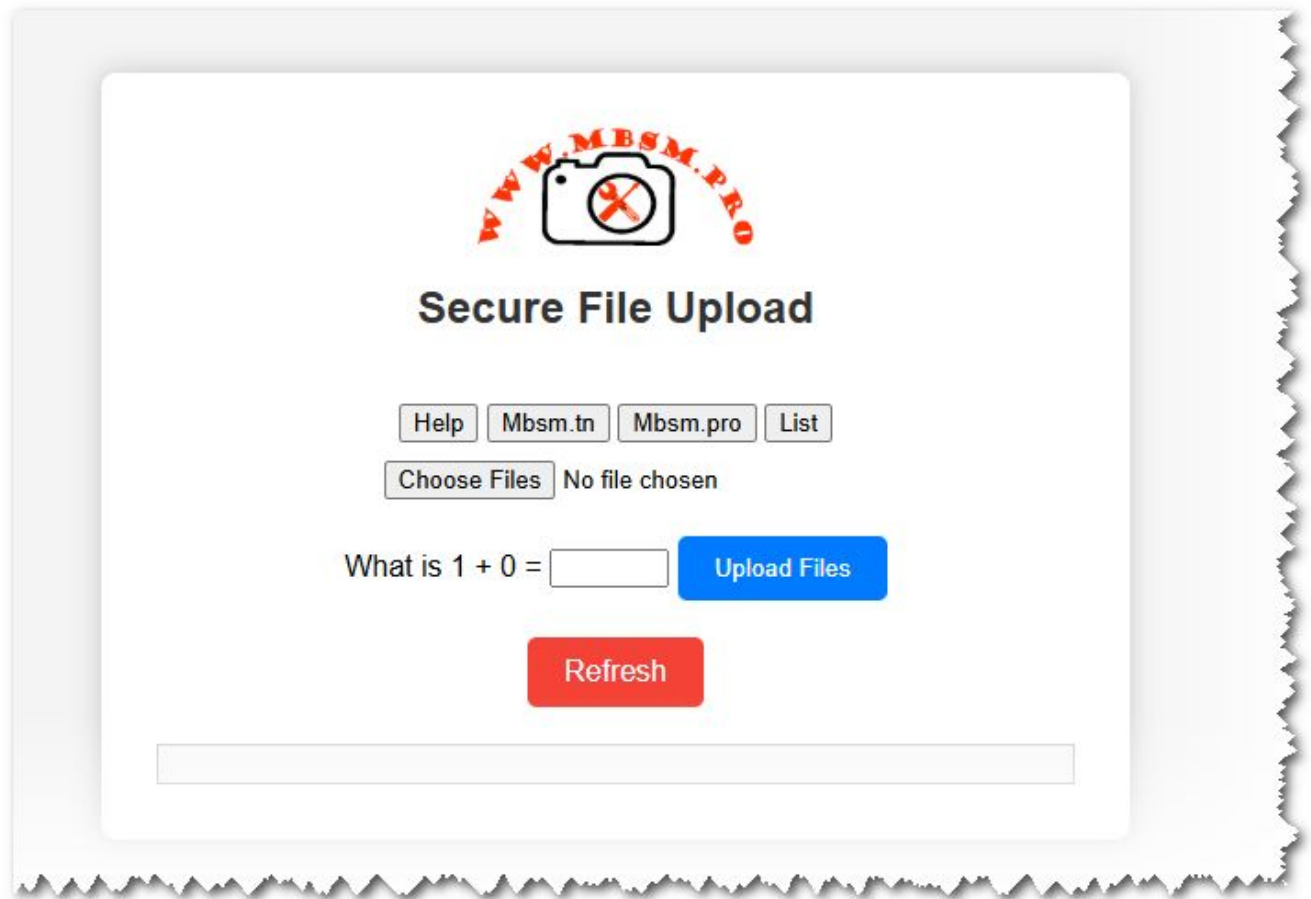 WWW.MBSM.PRO
Secure File Upload
Help Mbsm.tn Mbsm.pro List
Choose Files No file chosen
What is 1 + 0 = Upload Files
Refresh